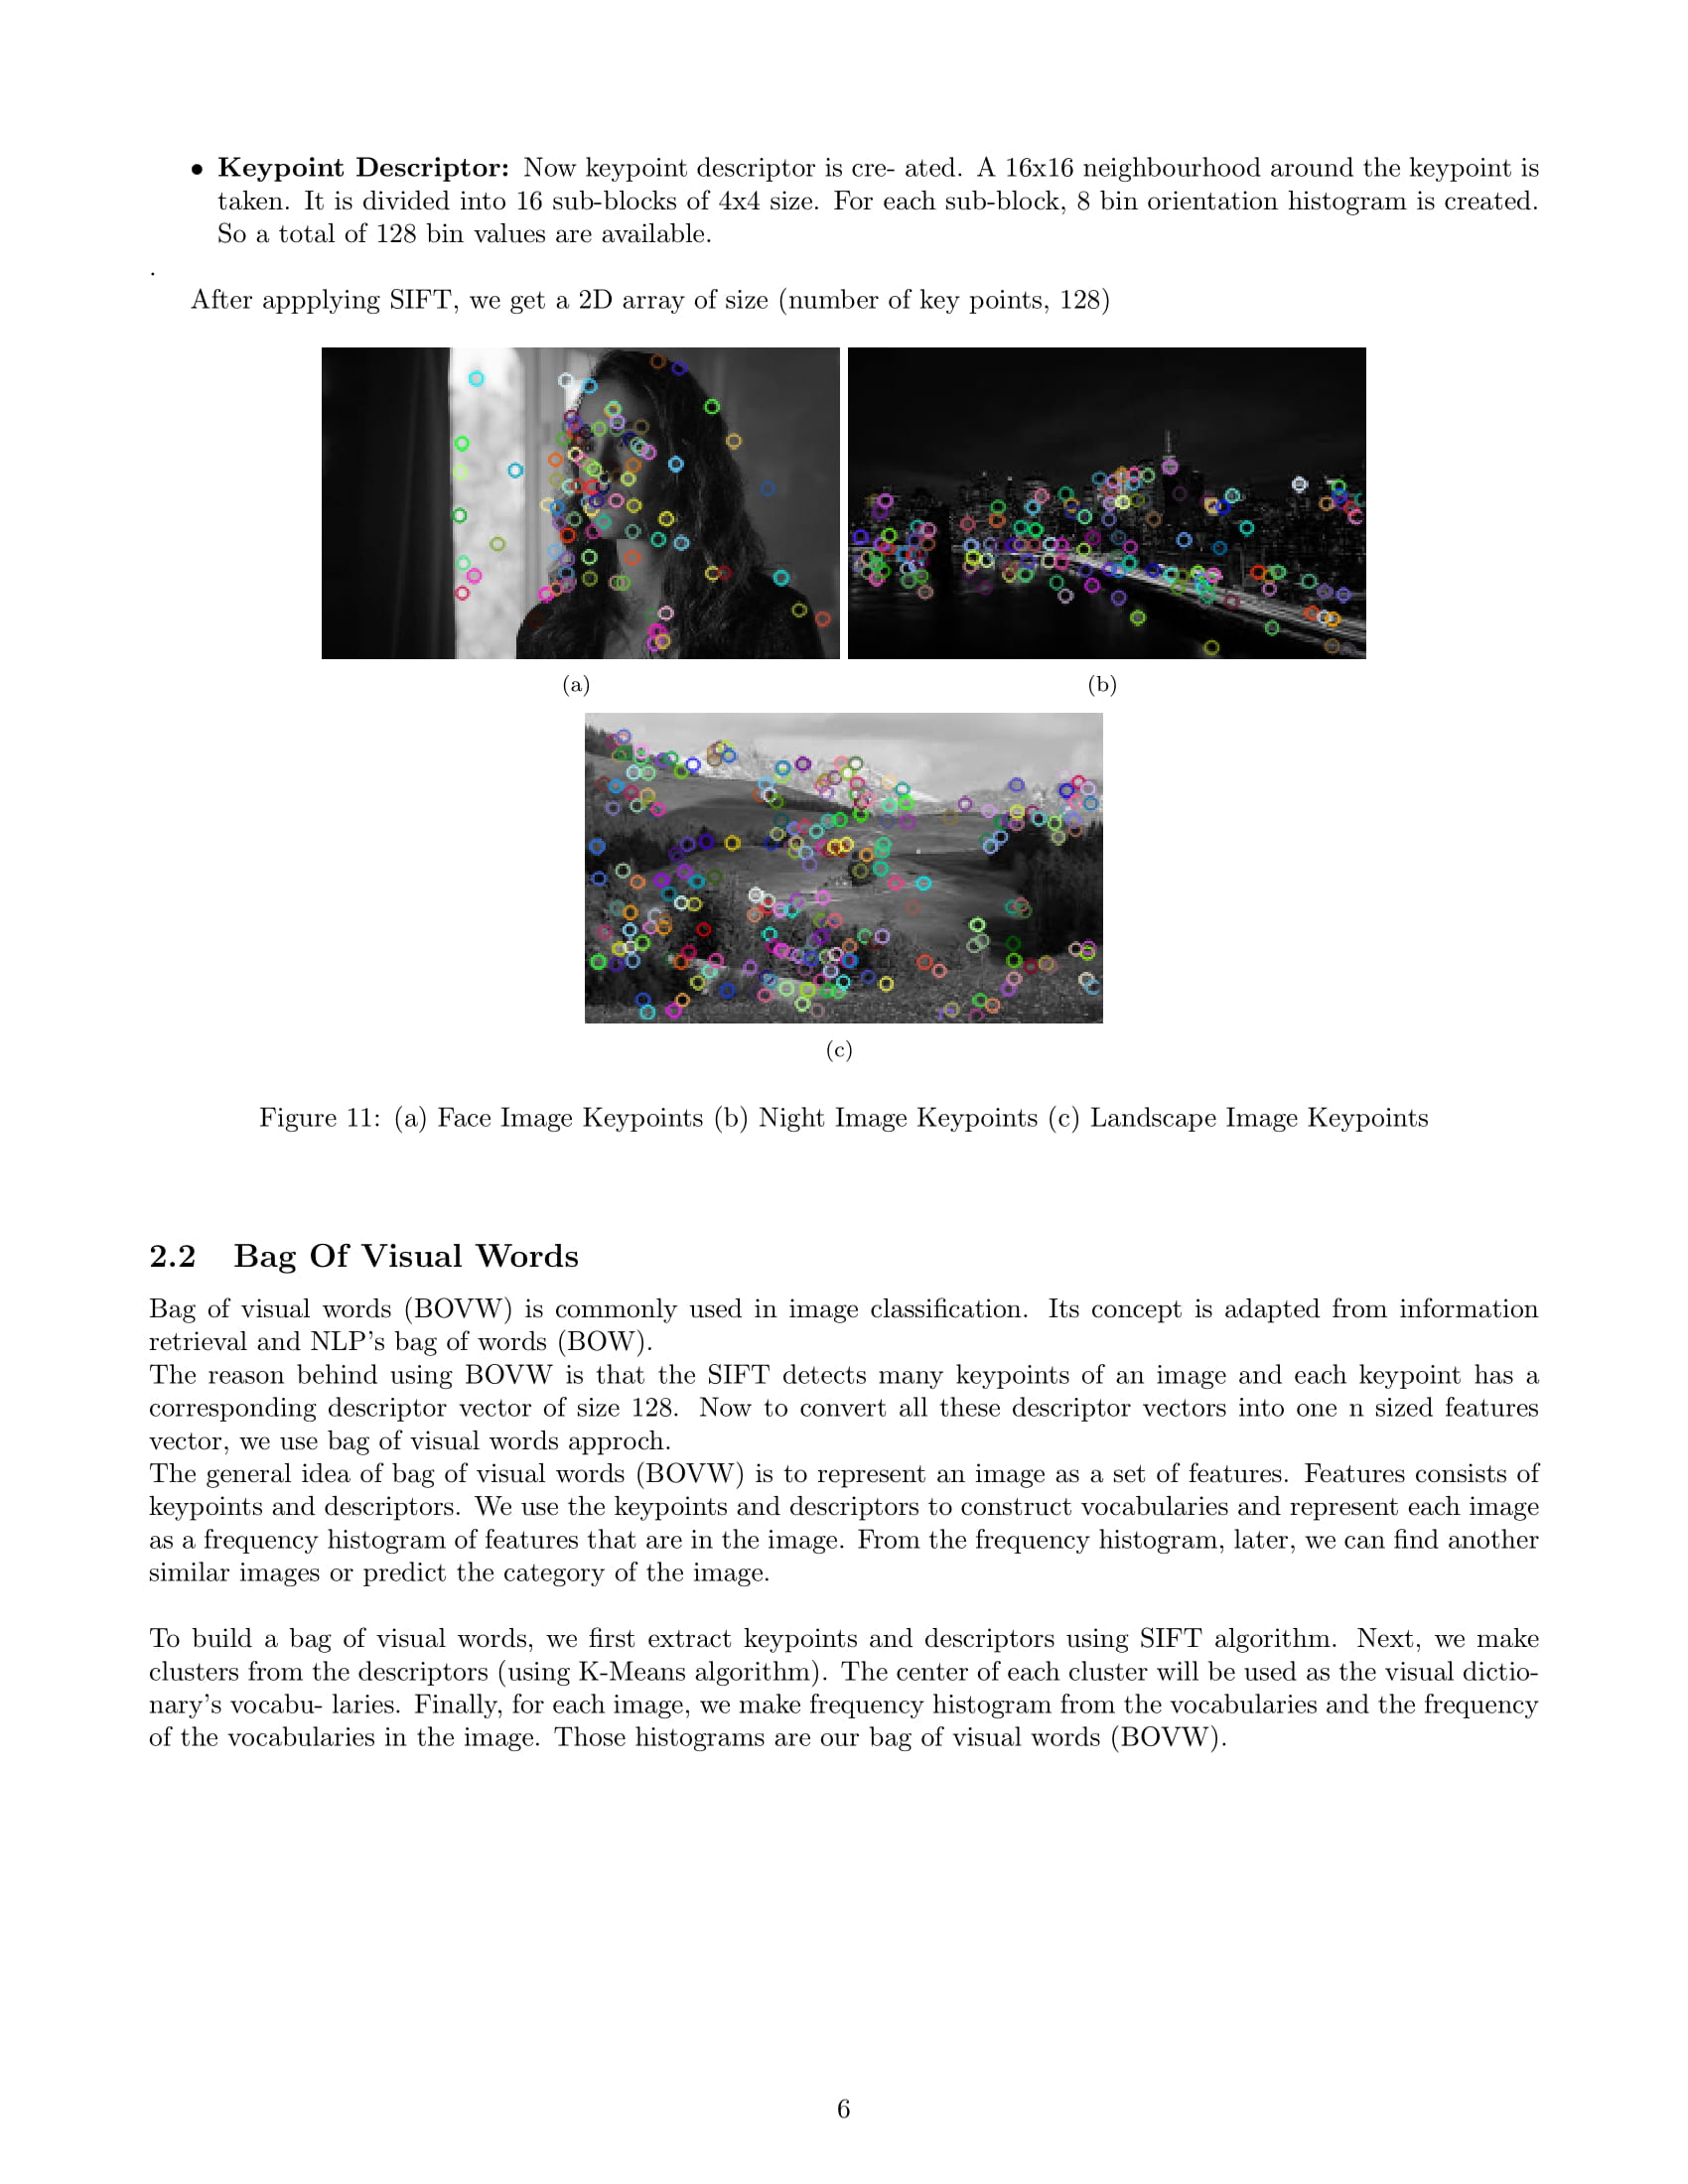 • Keypoint Descriptor: Now keypoint descriptor is cre- ated. A 16x16 neighbourhood around the keypoint is
taken. It is divided into 16 sub-blocks of 4x4 size. For each sub-block, 8 bin orientation histogram is created.
So a total of 128 bin values are available.
.
After appplying SIFT, we get a 2D array of size (number of key points, 128)
(a)
(b)
(c)
Figure 11: (a) Face Image Keypoints (b) Night Image Keypoints (c) Landscape Image Keypoints
2.2 Bag Of Visual Words
Bag of visual words (BOVW) is commonly used in image classification. Its concept is adapted from information
retrieval and NLP's bag of words (BOW).
The reason behind using BOVW is that the SIFT detects many keypoints of an image and each keypoint has a
corresponding descriptor vector of size 128. Now to convert all these descriptor vectors into one n sized features
vector, we use bag of visual words approch.
The general idea of bag of visual words (BOVW) is to represent an image as a set of features. Features consists of
keypoints and descriptors. We use the keypoints and descriptors to construct vocabularies and represent each image
as a frequency histogram of features that are in the image. From the frequency histogram, later, we can find another
similar images or predict the category of the image.
To build a bag of visual words, we first extract keypoints and descriptors using SIFT algorithm. Next, we make
clusters from the descriptors (using K-Means algorithm). The center of each cluster will be used as the visual dictio-
nary's vocabu- laries. Finally, for each image, we make frequency histogram from the vocabularies and the frequency
of the vocabularies in the image. Those histograms are our bag of visual words (BOVW).
6